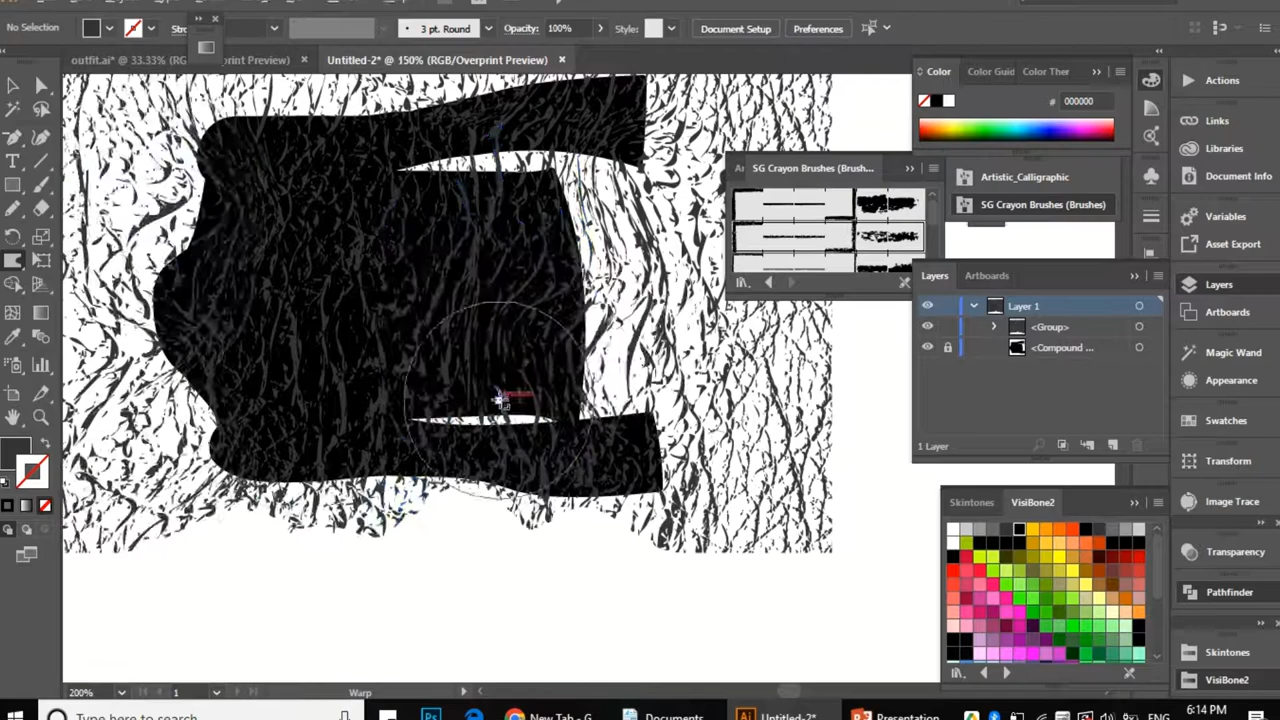 No Selection
Stro
3 pt. Round
Opacity:
100%
Style:
Document Setup
Preferences
outfit.ai* @ 33.33% (RG
rint Preview)
Untitled-2* @ 150% (RGB/Overprint Preview)
Color
Color Guid
Color Ther
# 000000
Actions
Links
Libraries
Document Info
Variables
Asset Export
SG Crayon Brushes (Brush...
Artistic_Calligraphic
SG Crayon Brushes (Brushes)
Layers
Artboards
Layer 1
<Group>
<Compound ...
1 Layer
Layers
Artboards
Magic Wand
Appearance
Swatches
Transform
Image Trace
Transparency
Pathfinder
Skintones
VisiBone2
Skintones
VisiBone2
200%
1
Warp
Type here to search
Ps
New Tab - G
Documents
Ai
Untitled-2*
Presentation
ENG
6:14 PM